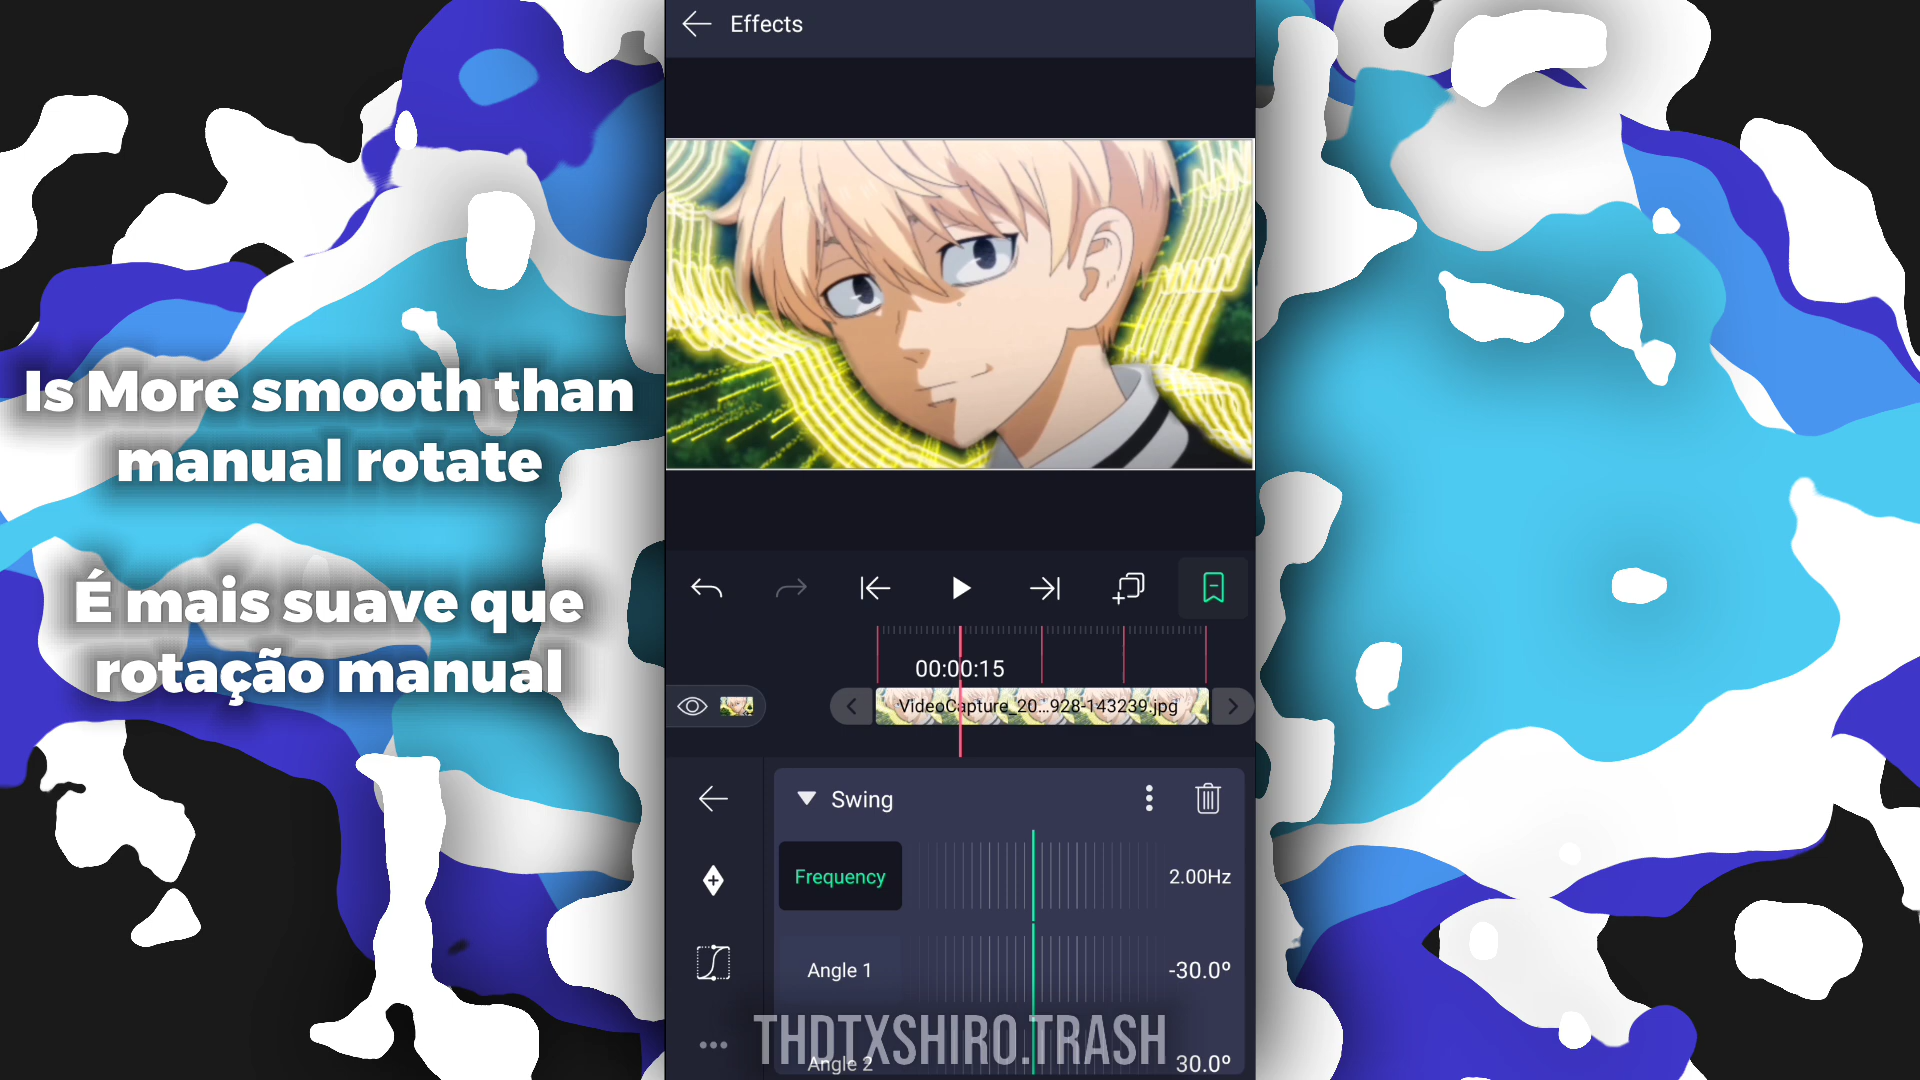 Effects
Is More smooth than
manual rotate
É mais suave que
rotação manual
00:00:15
VideoCapture_20...928-143239.jpg
Swing
Frequency
2.00Hz
Angle 1
-30.0º
THDTXSHIRO.TRASH
Angle 2
30.0º